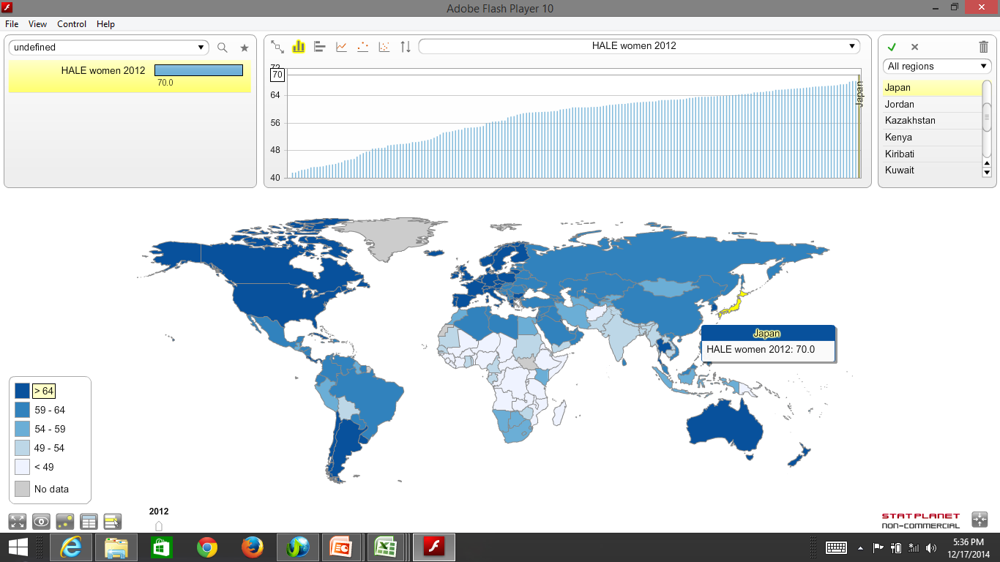 Adobe Flash Player 10
File View Control Help
undefined
HALE women 2012
70.0
HALE women 2012
72
70
64
56
48
40
Japan
All regions
Japan
Jordan
Kazakhstan
Kenya
Kiribati
Kuwait
Japan
HALE women 2012: 70.0
> 64
59 - 64
54 - 59
49 - 54
< 49
No data
2012
STATPLANET
NON-COMMERCIAL
5:36 PM
12/17/2014